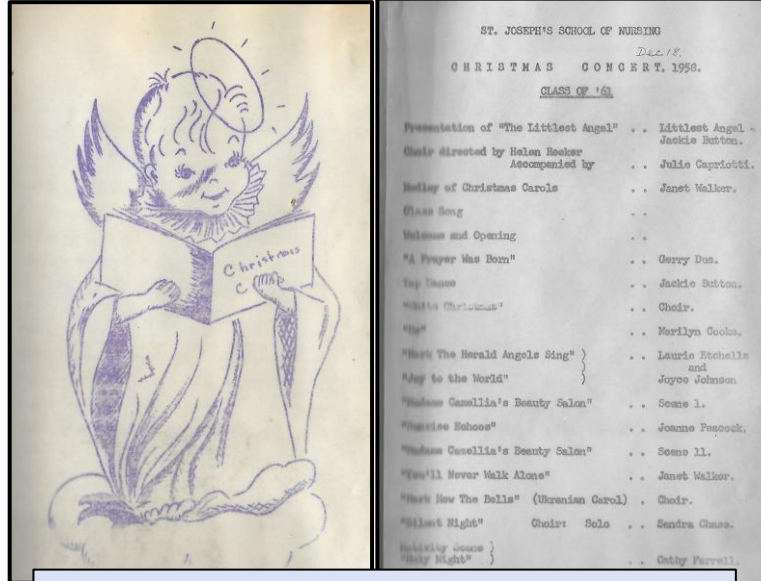 Christmas
ST. JOSEPH'S SCHOOL OF NURSING
Dec 18.
CHRISTMAS CONCERT, 1958.
CLASS OF '61
Presentation of "The Littlest Angel" . . Littlest Angel -
Jackie Button.
Choir directed by Helen Reeker
Accompanied by . . Julie Capriotti.
Medley of Christmas Carols . . Janet Walker.
Class Song . .
Welcome and Opening . .
"A Prayer Was Born" . . Gerry Duc.
Tap Dance . . Jackie Button.
"White Christmas" . . Choir.
. . Marilyn Cooke.
"Hark The Herald Angels Sing" ) . . Laurie Etchells
and
"Joy to the World" ) Joyce Johnson
"Madame Camellia's Beauty Salon" . . Scene 1.
"Sunrise Echoes" . . Joanne Peacock.
"Madame Camellia's Beauty Salon" . . Scene 11.
"You'll Never Walk Alone" . . Janet Walker.
"Hark How The Bells" (Ukranian Carol) . Choir.
"Silent Night" Choir: Solo . . Sandra Chase.
Nativity Scene )
"Holy Night" ) . . Cathy Farrell.